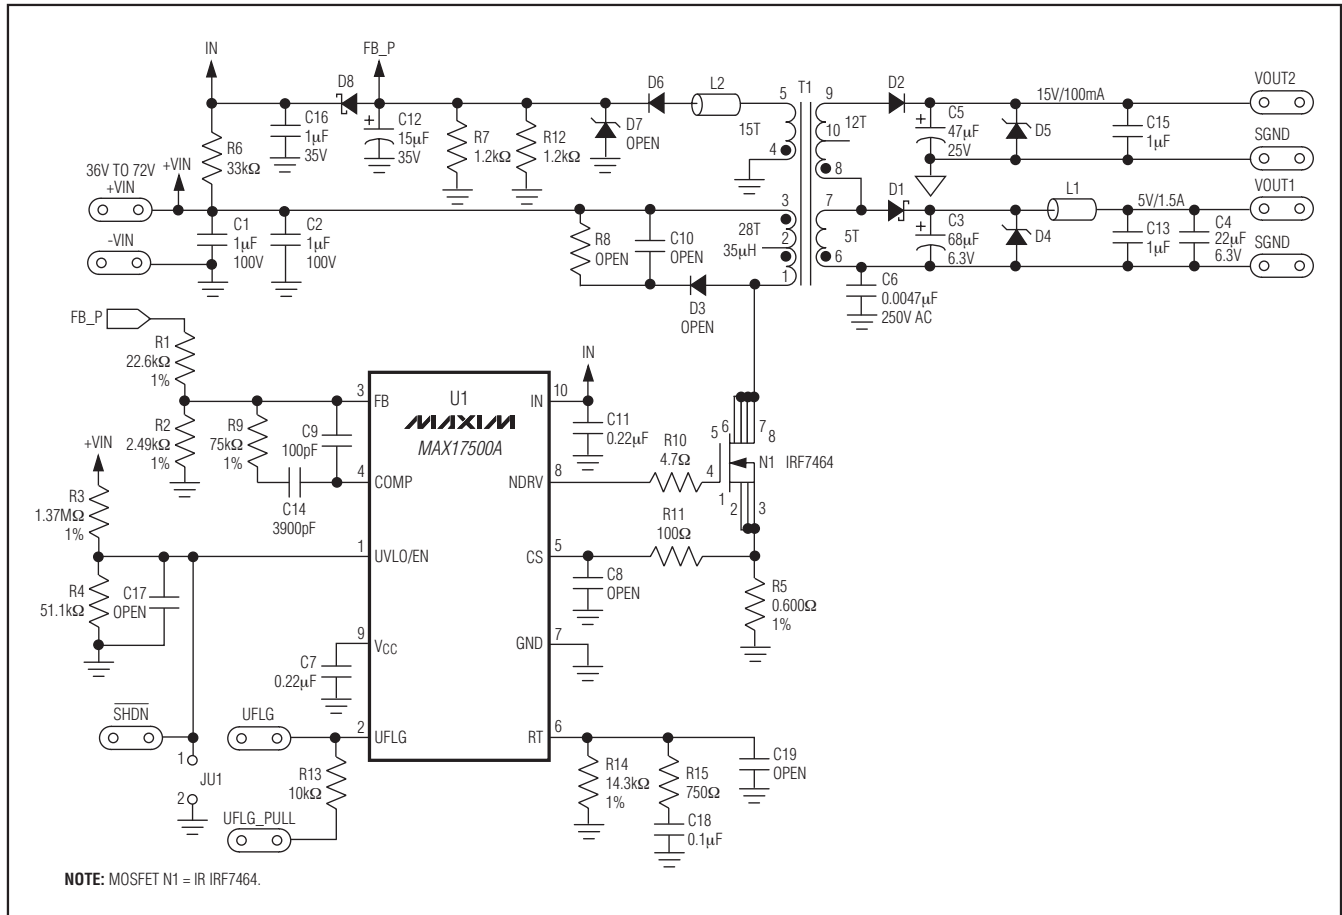 IN
FB_P
D8
D6
L2
T1
D2
VOUT2
C16
1µF
35V
C12
15µF
35V
R7
1.2kΩ
R12
1.2kΩ
D7
OPEN
5
15T
4
9
12T
10
8
C5
47µF
25V
15V/100mA
D5
C15
1µF
SGND
R6
33kΩ
36V TO 72V
+VIN
+VIN
-VIN
C1
1µF
100V
C2
1µF
100V
R8
OPEN
C10
OPEN
D3
OPEN
3
28T
2
35µH
1
7
5T
6
D1
C3
68µF
6.3V
D4
L1
5V/1.5A
C13
1µF
C4
22µF
6.3V
VOUT1
SGND
C6
0.0047µF
250V AC
FB_P
R1
22.6kΩ
1%
R2
2.49kΩ
1%
R9
75kΩ
1%
C9
100pF
C14
3900pF
+VIN
R3
1.37MΩ
1%
R4
51.1kΩ
C17
OPEN
3
FB
4
COMP
1
UVLO/EN
9
VCC
C7
0.22µF
2
UFLG
U1
MAXIM
MAX17500A
IN
10
IN
C11
0.22µF
NDRV
8
R10
4.7Ω
5
6
7
8
4
N1 IRF7464
1
2
3
CS
5
R11
100Ω
C8
OPEN
R5
0.600Ω
1%
GND
7
RT
6
R14
14.3kΩ
1%
R15
750Ω
C18
0.1µF
C19
OPEN
SHDN
UFLG
1
JU1
2
R13
10kΩ
UFLG_PULL
NOTE: MOSFET N1 = IR IRF7464.